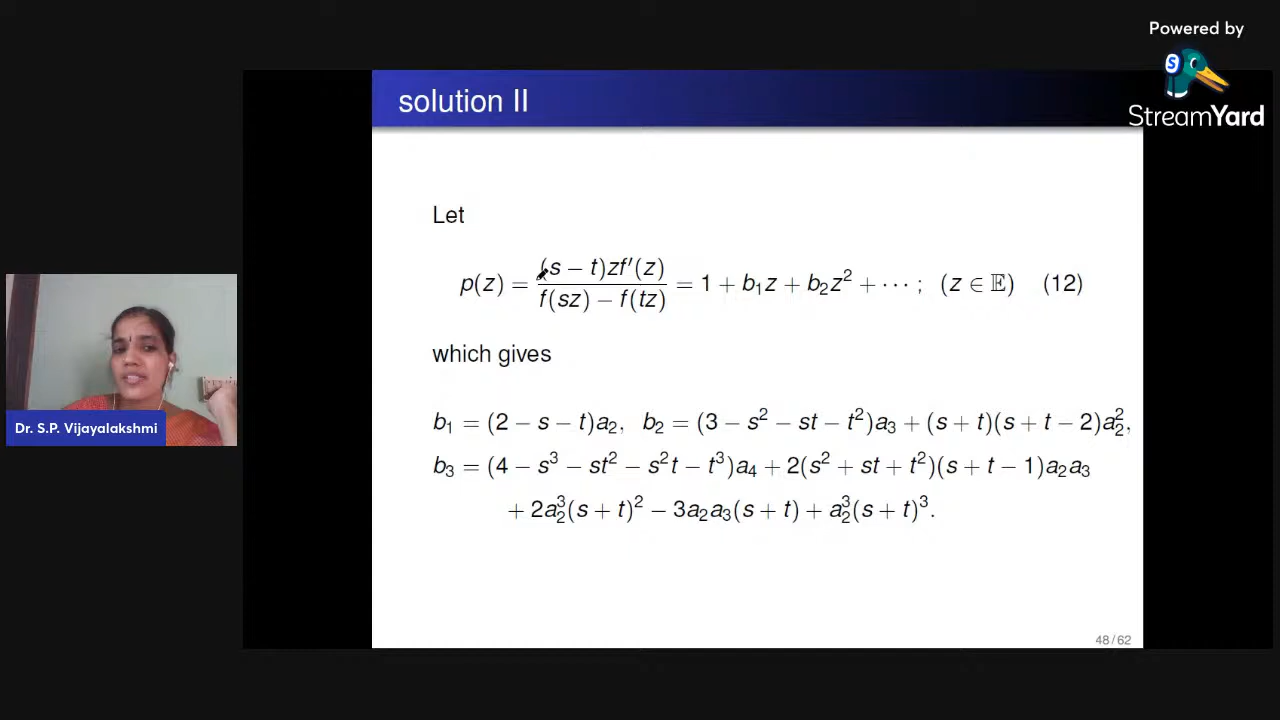 Powered by
StreamYard
solution II
Let
p(z) = (s − t)zf′(z) / f(sz) − f(tz) = 1 + b₁z + b₂z² + ··· ; (z ∈ 𝔼) (12)
which gives
b₁ = (2 − s − t)a₂, b₂ = (3 − s² − st − t²)a₃ + (s + t)(s + t − 2)a₂²,
b₃ = (4 − s³ − st² − s²t − t³)a₄ + 2(s² + st + t²)(s + t − 1)a₂a₃
+ 2a₂³(s + t)² − 3a₂a₃(s + t) + a₂³(s + t)³.
Dr. S.P. Vijayalakshmi
48 / 62